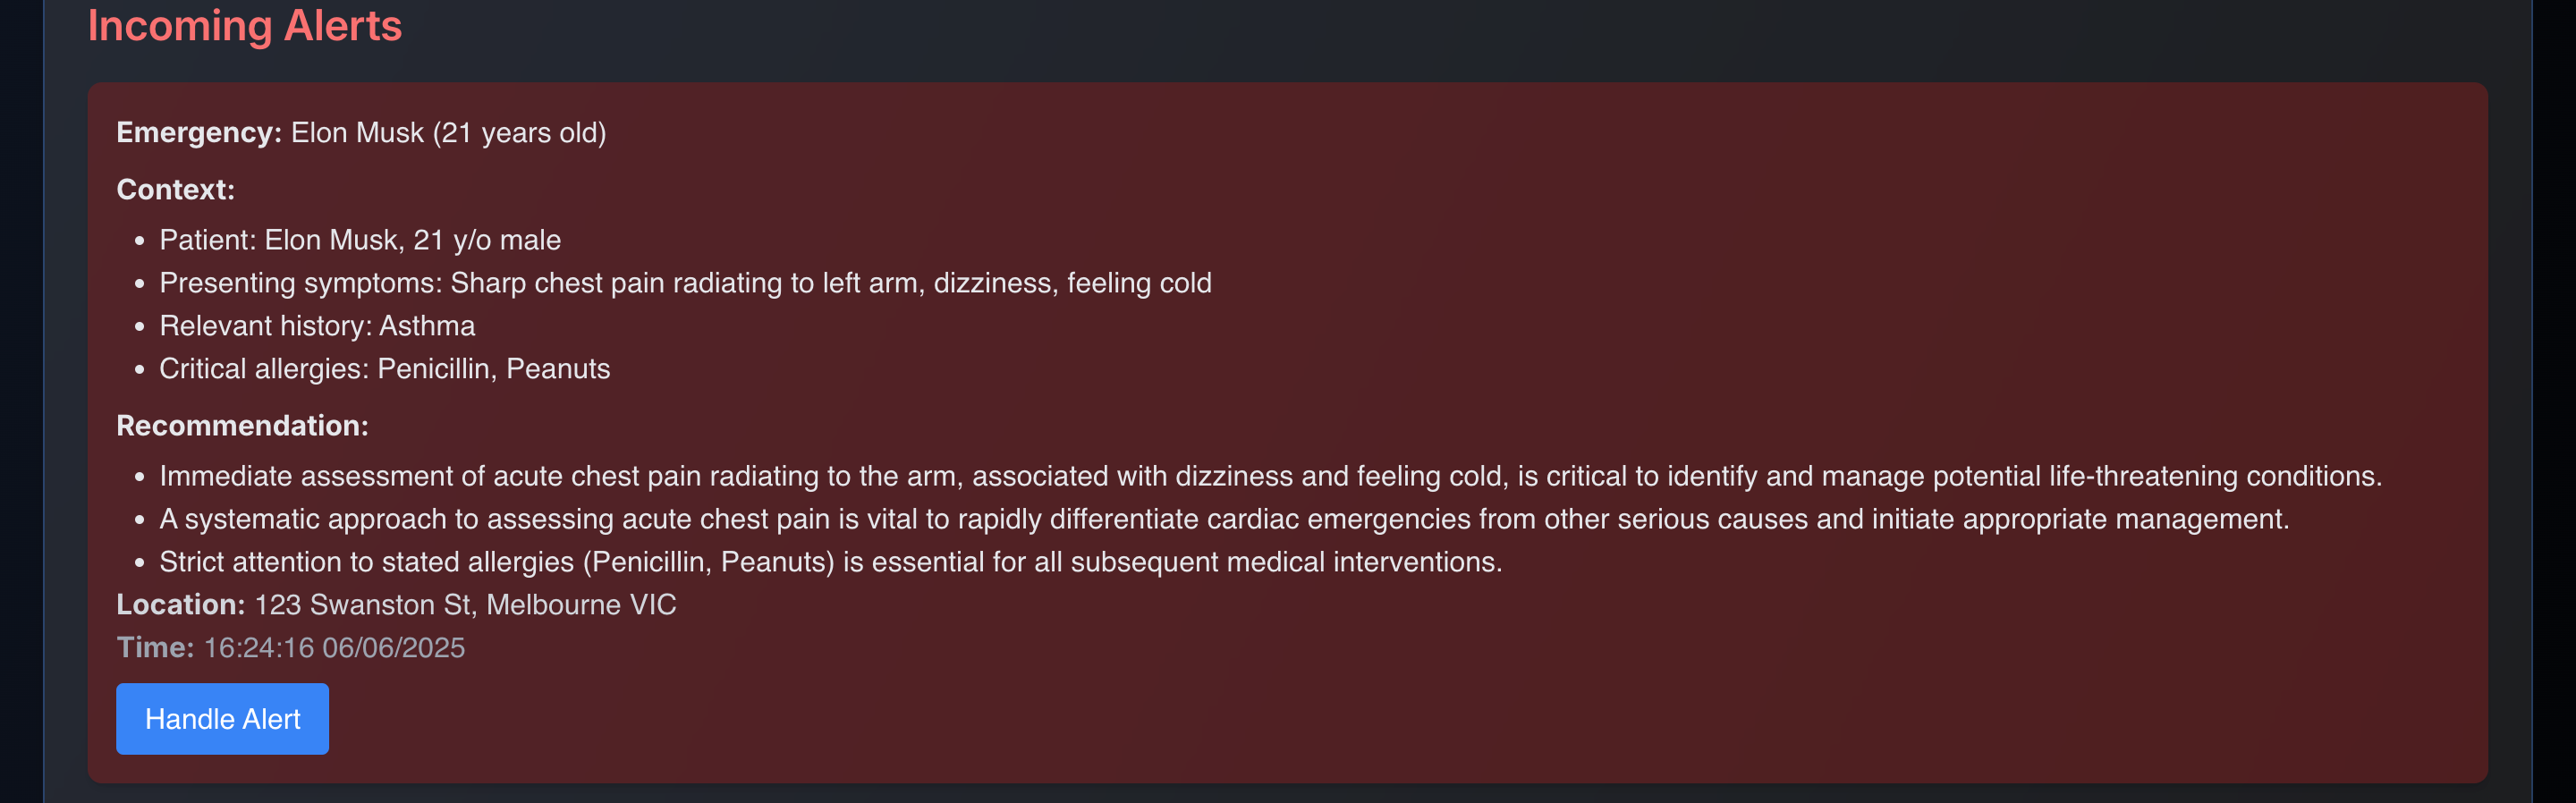 Incoming Alerts
Emergency: Elon Musk (21 years old)
Context:
• Patient: Elon Musk, 21 y/o male
• Presenting symptoms: Sharp chest pain radiating to left arm, dizziness, feeling cold
• Relevant history: Asthma
• Critical allergies: Penicillin, Peanuts
Recommendation:
• Immediate assessment of acute chest pain radiating to the arm, associated with dizziness and feeling cold, is critical to identify and manage potential life-threatening conditions.
• A systematic approach to assessing acute chest pain is vital to rapidly differentiate cardiac emergencies from other serious causes and initiate appropriate management.
• Strict attention to stated allergies (Penicillin, Peanuts) is essential for all subsequent medical interventions.
Location: 123 Swanston St, Melbourne VIC
Time: 16:24:16 06/06/2025
Handle Alert